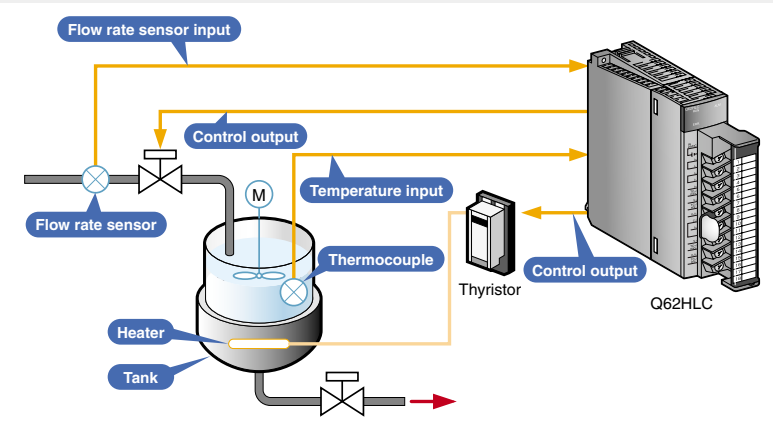 Flow rate sensor input
Control output
Temperature input
M
Flow rate sensor
Thermocouple
Control output
Thyristor
Q62HLC
Heater
Tank